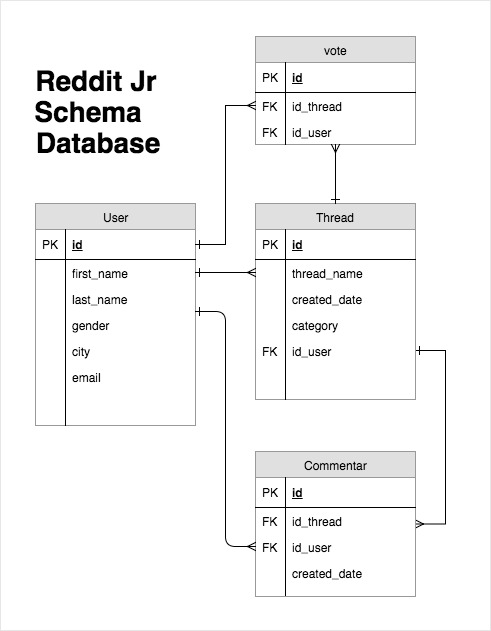 Reddit Jr
Schema
Database
vote
PK id
FK id_thread
FK id_user
User
PK id
first_name
last_name
gender
city
email
Thread
PK id
thread_name
created_date
category
FK id_user
Commentar
PK id
FK id_thread
FK id_user
created_date